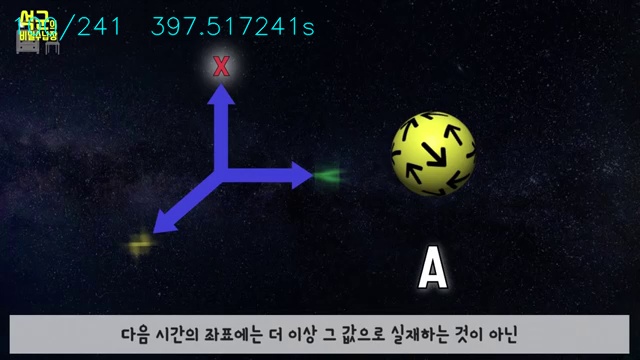 석군의
비밀수납장
/241 397.517241s
X
A
다음 시간의 좌표에는 더 이상 그 값으로 실재하는 것이 아닌